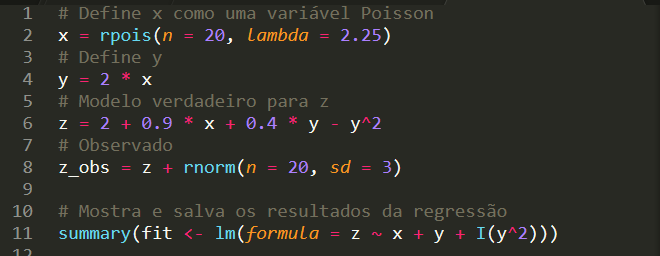 1 # Define x como uma variável Poisson
2 x = rpois(n = 20, lambda = 2.25)
3 # Define y
4 y = 2 * x
5 # Modelo verdadeiro para z
6 z = 2 + 0.9 * x + 0.4 * y - y^2
7 # Observado
8 z_obs = z + rnorm(n = 20, sd = 3)
9
10 # Mostra e salva os resultados da regressão
11 summary(fit <- lm(formula = z ~ x + y + I(y^2)))
12